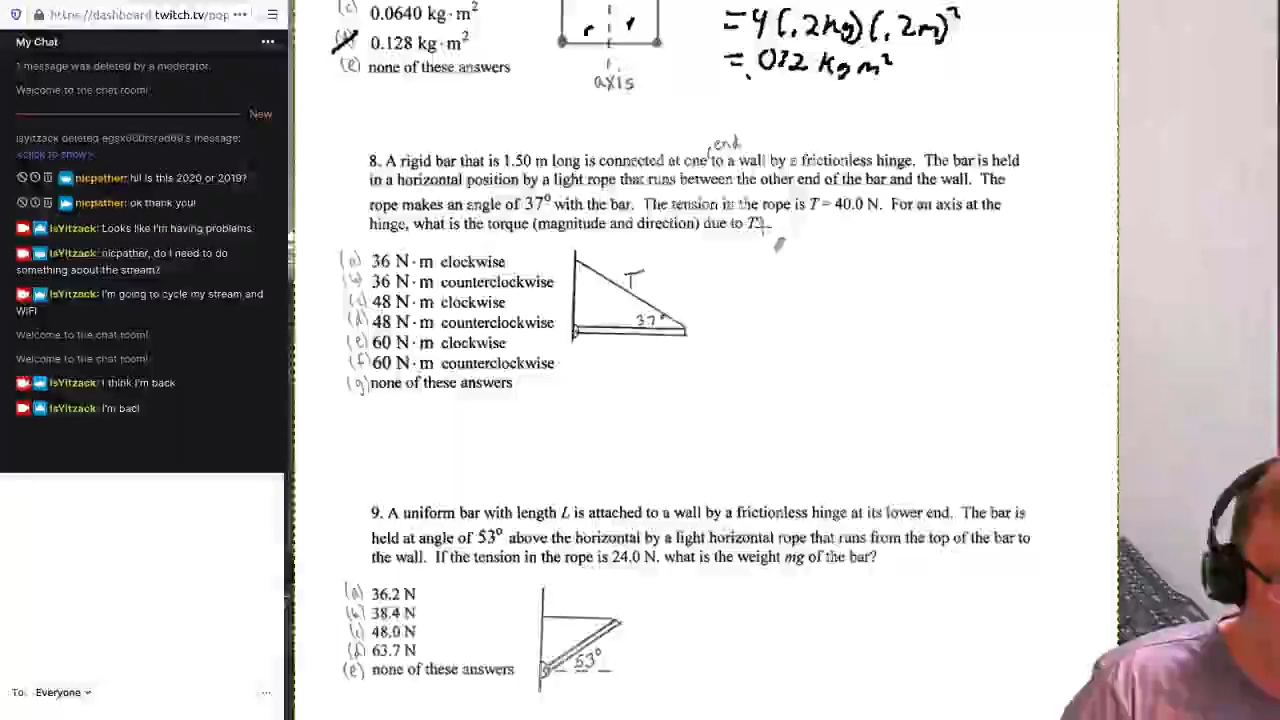 https://dashboard.twitch.tv/pop
My Chat
1 message was deleted by a moderator.
Welcome to the chat room!
New
message:
<click to show>
nicpather: hi! is this 2020 or 2019?
nicpather: ok thank you!
IsYitzack: Looks like I'm having problems
IsYitzack: nicpather, do I need to
do something about the stream?
IsYitzack: I'm going to cycle my stream and
WiFi
Welcome to the chat room!
Welcome to the chat room!
IsYitzack: I think I'm back
IsYitzack: I'm bac!
To: Everyone
(c) 0.0640 kg·m²
(d) 0.128 kg·m²
(e) none of these answers
r r
axis
=4(.2kg)(.2m)²
=.032 kg m²
end
8. A rigid bar that is 1.50 m long is connected at one to a wall by a frictionless hinge. The bar is held
in a horizontal position by a light rope that runs between the other end of the bar and the wall. The
rope makes an angle of 37° with the bar. The tension in the rope is T = 40.0 N. For an axis at the
hinge, what is the torque (magnitude and direction) due to T?
(a) 36 N·m clockwise
(b) 36 N·m counterclockwise
(c) 48 N·m clockwise
(d) 48 N·m counterclockwise
(e) 60 N·m clockwise
(f) 60 N·m counterclockwise
(g) none of these answers
T
37°
9. A uniform bar with length L is attached to a wall by a frictionless hinge at its lower end. The bar is
held at angle of 53° above the horizontal by a light horizontal rope that runs from the top of the bar to
the wall. If the tension in the rope is 24.0 N, what is the weight mg of the bar?
(a) 36.2 N
(b) 38.4 N
(c) 48.0 N
(d) 63.7 N
(e) none of these answers
53°